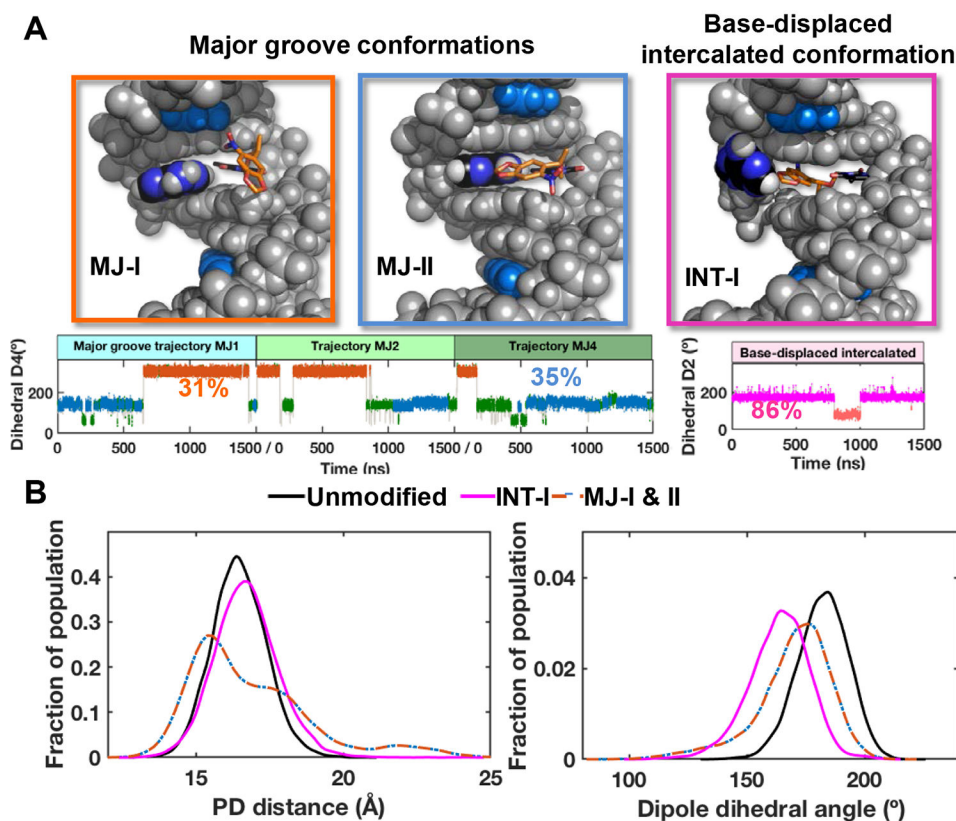 A
Major groove conformations
Base-displaced
intercalated conformation
MJ-I
MJ-II
INT-I
Major groove trajectory MJ1
Trajectory MJ2
Trajectory MJ4
Dihedral D4(º)
200
0
31%
35%
0 500 1000 1500 / 0 500 1000 1500 / 0 500 1000 1500
Time (ns)
Base-displaced intercalated
Dihedral D2 (º)
200
0
86%
0 500 1000 1500
Time (ns)
B
Unmodified INT-I MJ-I & II
Fraction of population
0.4
0.3
0.2
0.1
0
15 20 25
PD distance (Å)
Fraction of population
0.04
0.02
0
100 150 200
Dipole dihedral angle (º)